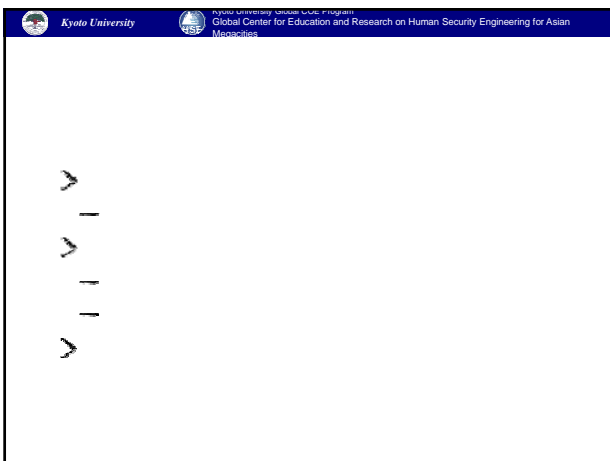 Kyoto University
HSE
Kyoto University Global COE Program
Global Center for Education and Research on Human Security Engineering for Asian
Megacities